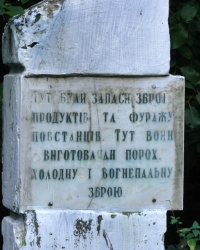 ТУТ БУЛИ ЗАПАСИ ЗБРОЇ
ПРОДУКТІВ ТА ФУРАЖУ
ПОВСТАНЦІВ. ТУТ ВОНИ
ВИГОТОВЛЯЛИ ПОРОХ
ХОЛОДНУ І ВОГНЕПАЛЬНУ
ЗБРОЮ